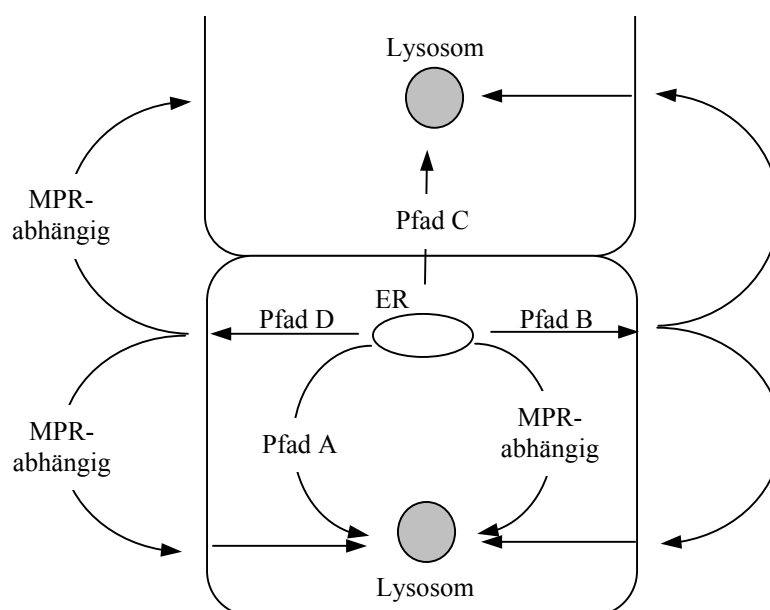 Lysosom
MPR-
abhängig
Pfad C
ER
Pfad D
Pfad B
MPR-
abhängig
Pfad A
MPR-
abhängig
Lysosom